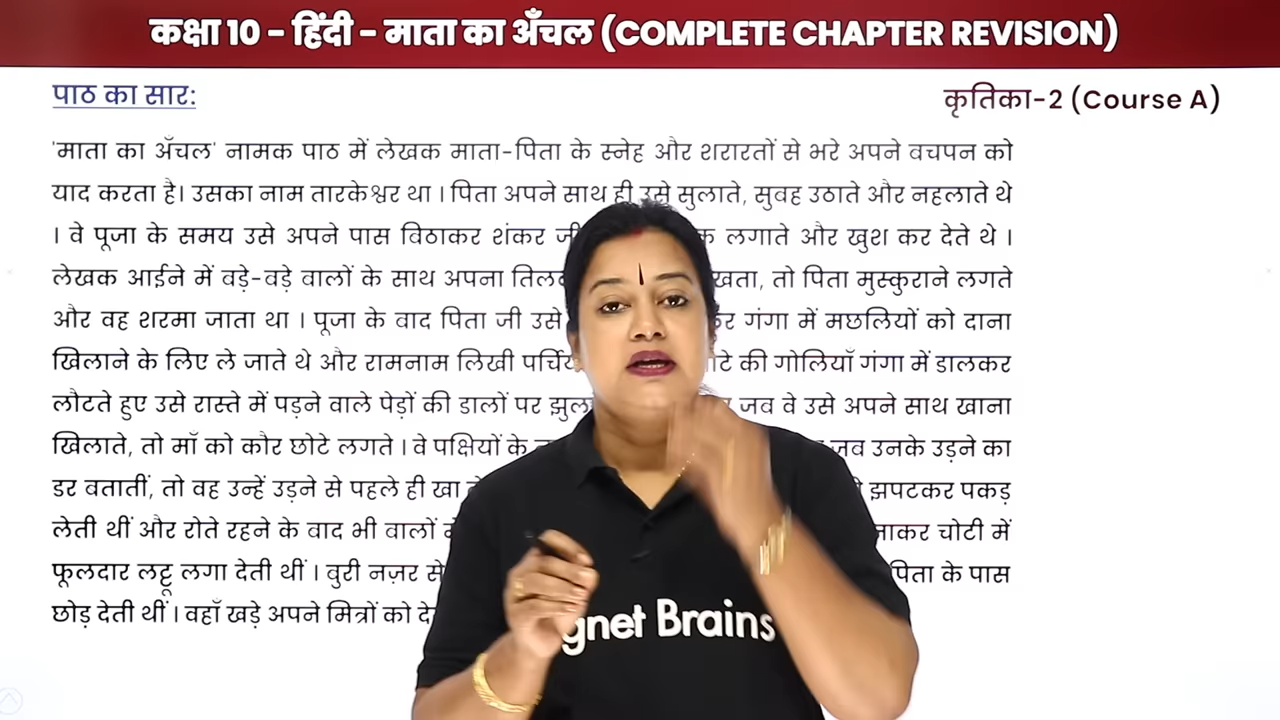 कक्षा 10 - हिंदी - माता का अँचल (COMPLETE CHAPTER REVISION)
पाठ का सार:
कृतिका-2 (Course A)
'माता का अँचल' नामक पाठ में लेखक माता-पिता के स्नेह और शरारतों से भरे अपने बचपन को
याद करता है। उसका नाम तारकेश्वर था । पिता अपने साथ ही उसे सुलाते, सुबह उठाते और नहलाते थे
। वे पूजा के समय उसे अपने पास बिठाकर शंकर लगाते और खुश कर देते थे ।
लेखक आईने में बड़े-बड़े बालों के साथ अपना तो पिता मुस्कुराने लगते
और वह शरमा जाता था । पूजा के बाद पिता जी उसे गंगा में मछलियों को दाना
खिलाने के लिए ले जाते थे और रामनाम लिखी की गोलियाँ गंगा में डालकर
लौटते हुए उसे रास्ते में पड़ने वाले पेड़ों की डालों पर जब वे उसे अपने साथ खाना
खिलाते, तो माँ को कौर छोटे लगते । वे पक्षियों के जब उनके उड़ने का
डर बतातीं, तो वह उन्हें उड़ने से पहले ही खा झपटकर पकड़
लेती थीं और रोते रहने के बाद भी बालों चोटी में
फूलदार लट्टू लगा देती थीं । बुरी नज़र से पिता के पास
छोड़ देती थीं । वहाँ खड़े अपने मित्रों को
gnet Brains